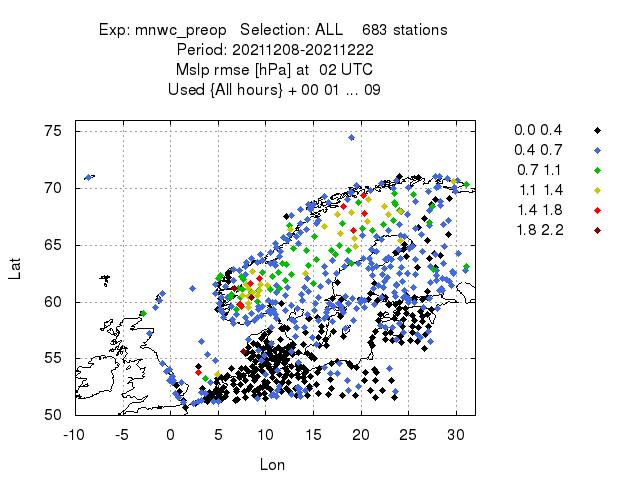 Exp: mnwc_preop   Selection: ALL    683 stations
Period: 20211208-20211222
Mslp rmse [hPa] at  02 UTC
Used {All hours} + 00 01 ... 09
0.0 0.4
0.4 0.7
0.7 1.1
1.1 1.4
1.4 1.8
1.8 2.2
75
70
65
60
55
50
Lat
-10 -5 0 5 10 15 20 25 30
Lon